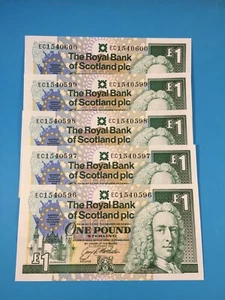 EC1540600 EC1540600
The Royal Bank
of Scotland plc
£1
EC1540599 EC1540599
The Royal Bank
of Scotland plc
£1
EC1540598 EC1540598
The Royal Bank
of Scotland plc
£1
EC1540597 EC1540597
The Royal Bank
of Scotland plc
£1
EC1540596 EC1540596
The Royal Bank
of Scotland plc
£1
ONE POUND
STERLING
£1